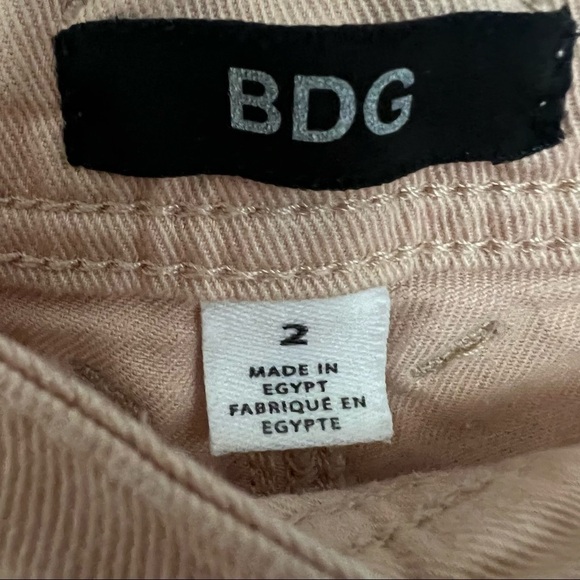 BDG
2
MADE IN
EGYPT
FABRIQUE EN
EGYPTE